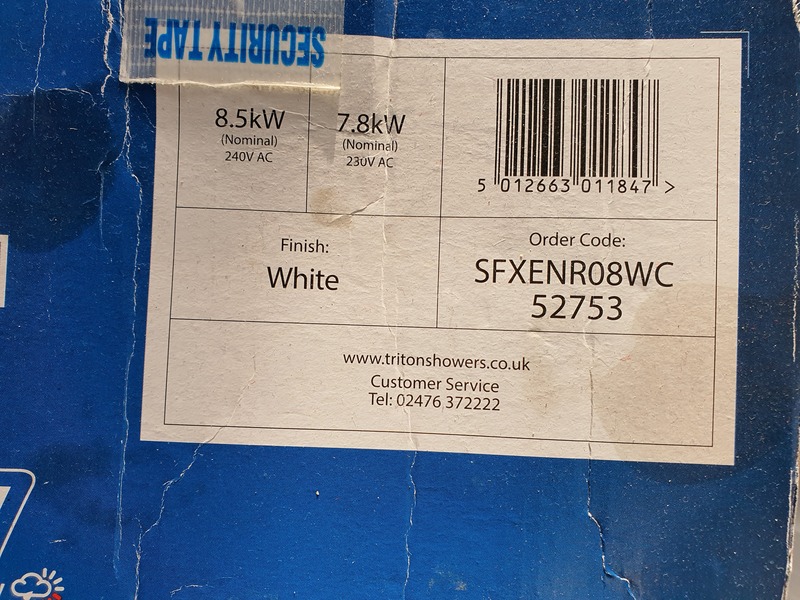 SECURITY TAPE
8.5kW
(Nominal)
240V AC
7.8kW
(Nominal)
230V AC
5 012663 011847 >
Finish:
White
Order Code:
SFXENR08WC
52753
www.tritonshowers.co.uk
Customer Service
Tel: 02476 372222